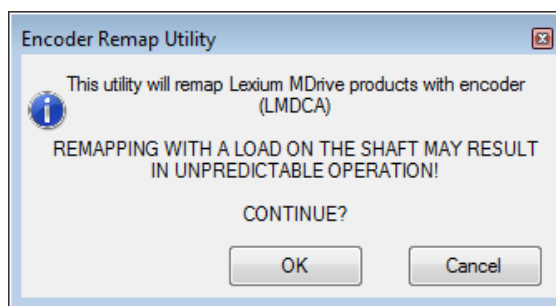 Encoder Remap Utility
This utility will remap Lexium MDrive products with encoder
(LMDCA)
REMAPPING WITH A LOAD ON THE SHAFT MAY RESULT
IN UNPREDICTABLE OPERATION!
CONTINUE?
OK
Cancel